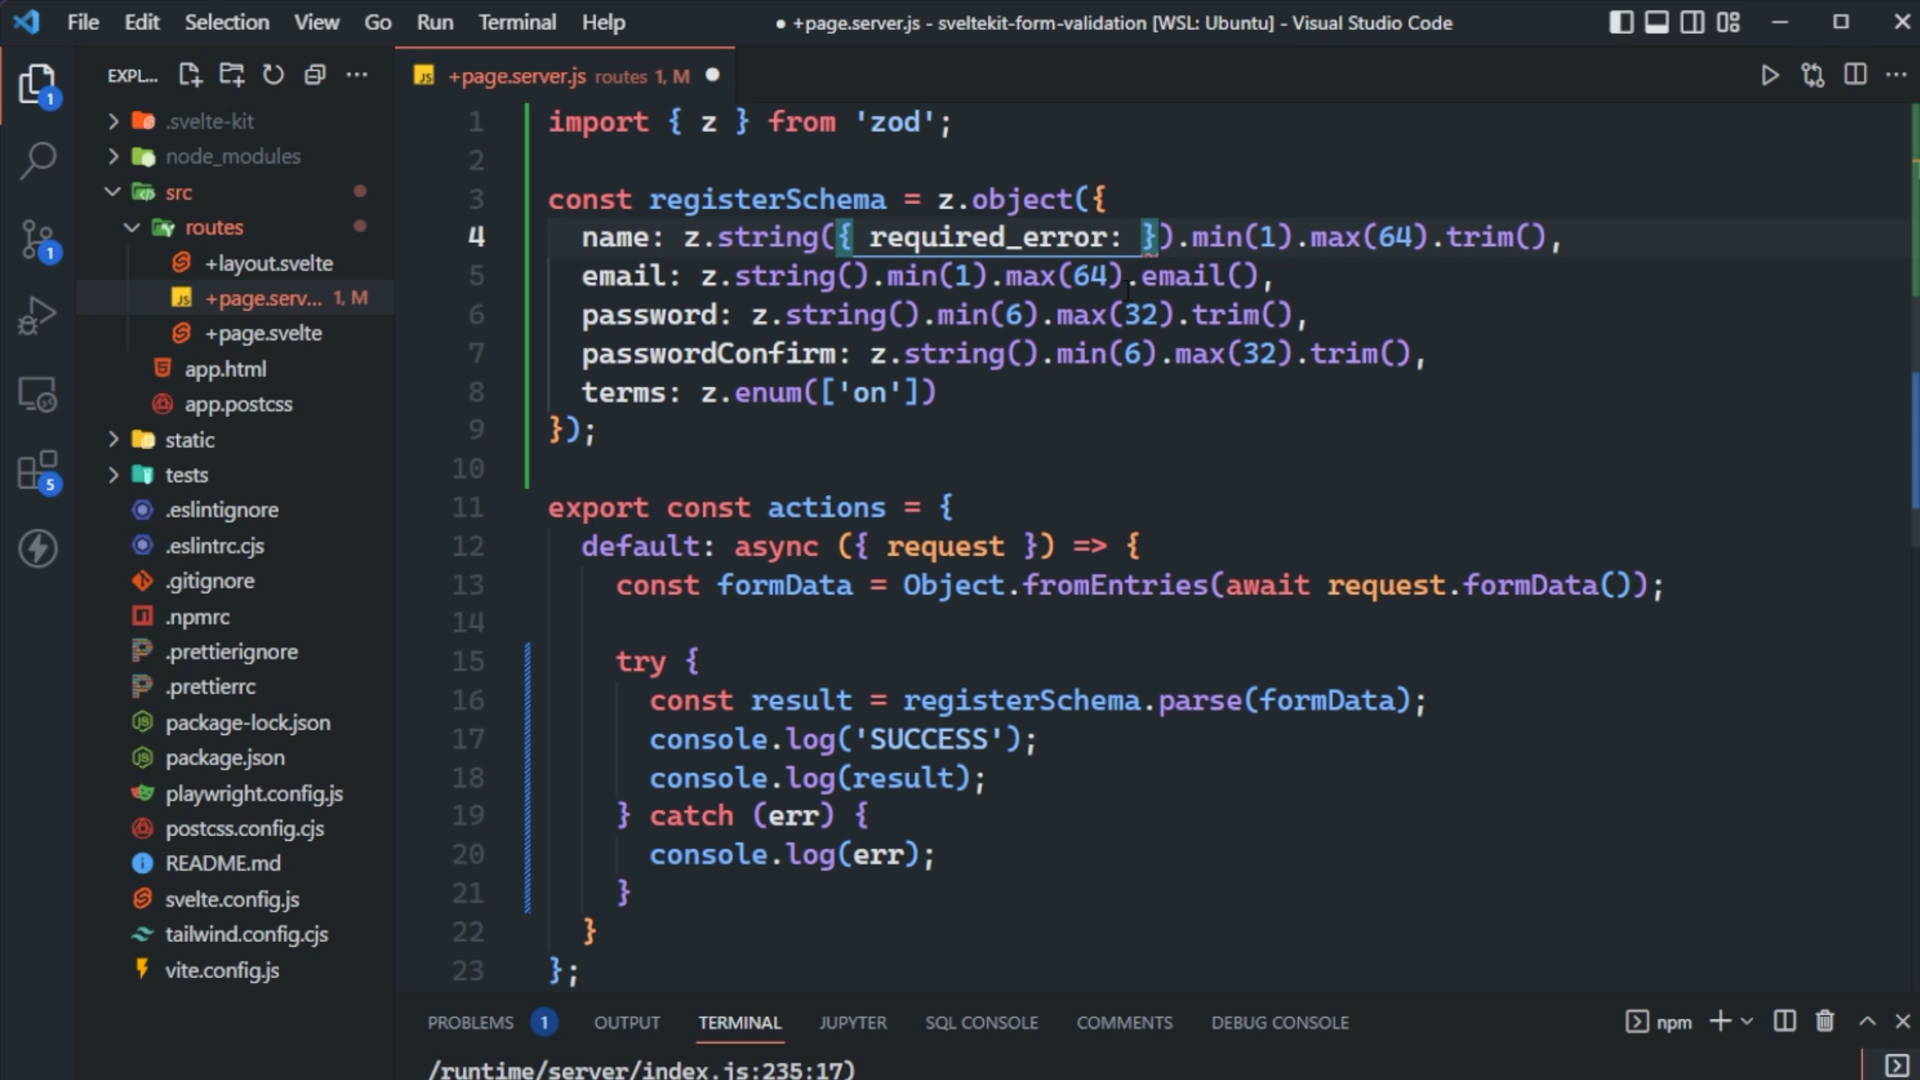 File Edit Selection View Go Run Terminal Help
● +page.server.js - sveltekit-form-validation [WSL: Ubuntu] - Visual Studio Code
EXPL...
JS +page.server.js routes 1, M
.svelte-kit
node_modules
src
routes
+layout.svelte
JS +page.serv... 1, M
+page.svelte
app.html
app.postcss
static
tests
.eslintignore
.eslintrc.cjs
.gitignore
.npmrc
.prettierignore
.prettierrc
package-lock.json
package.json
playwright.config.js
postcss.config.cjs
README.md
svelte.config.js
tailwind.config.cjs
vite.config.js
1
1
5
1 import { z } from 'zod';
2
3 const registerSchema = z.object({
4 name: z.string({ required_error: }).min(1).max(64).trim(),
5 email: z.string().min(1).max(64).email(),
6 password: z.string().min(6).max(32).trim(),
7 passwordConfirm: z.string().min(6).max(32).trim(),
8 terms: z.enum(['on'])
9 });
10
11 export const actions = {
12 default: async ({ request }) => {
13 const formData = Object.fromEntries(await request.formData());
14
15 try {
16 const result = registerSchema.parse(formData);
17 console.log('SUCCESS');
18 console.log(result);
19 } catch (err) {
20 console.log(err);
21 }
22 }
23 };
PROBLEMS 1 OUTPUT TERMINAL JUPYTER SQL CONSOLE COMMENTS DEBUG CONSOLE
npm
/runtime/server/index.js:235:17)